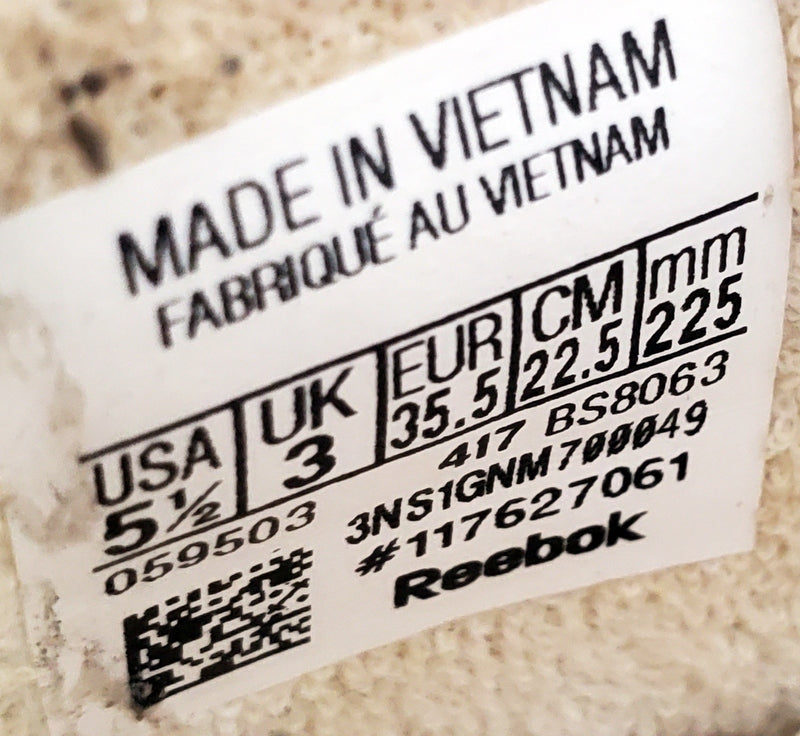 MADE IN VIETNAM
FABRIQUÉ AU VIETNAM
USA UK EUR CM mm
5½ 3 35.5 22.5 225
059503 417 BS8063
3NS1GNM700049
#117627061
Reebok